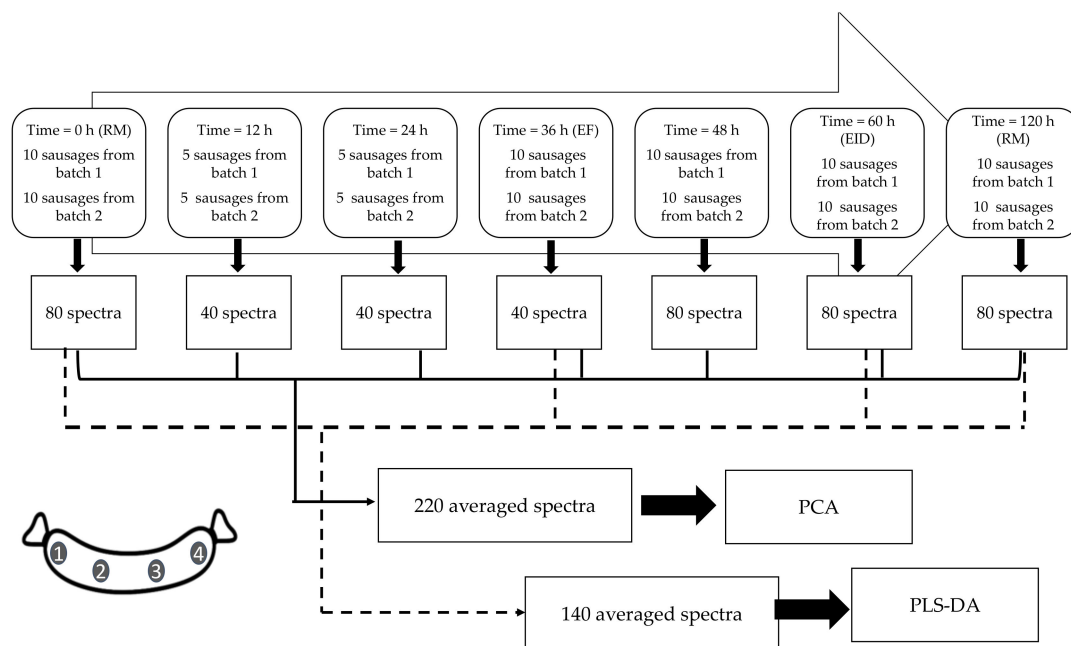 Time = 0 h (RM)
10 sausages from
batch 1
10 sausages from
batch 2
Time = 12 h
5 sausages from
batch 1
5 sausages from
batch 2
Time = 24 h
5 sausages from
batch 1
5 sausages from
batch 2
Time = 36 h (EF)
10 sausages
from batch 1
10 sausages
from batch 2
Time = 48 h
10 sausages from
batch 1
10 sausages
from batch 2
Time = 60 h
(EID)
10 sausages
from batch 1
10 sausages
from batch 2
Time = 120 h
(RM)
10 sausages
from batch 1
10 sausages
from batch 2
80 spectra
40 spectra
40 spectra
40 spectra
80 spectra
80 spectra
80 spectra
220 averaged spectra
PCA
1
2
3
4
140 averaged spectra
PLS-DA